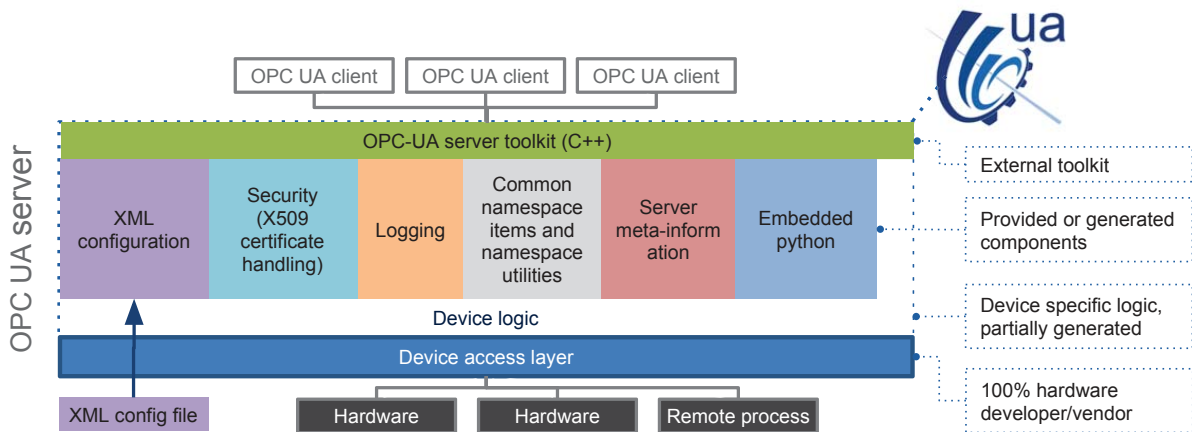 ua
OPC UA client
OPC UA client
OPC UA client
OPC UA server
OPC-UA server toolkit (C++)
XML
configuration
Security
(X509
certificate
handling)
Logging
Common
namespace
items and
namespace
utilities
Server
meta-inform
ation
Embedded
python
Device logic
Device access layer
XML config file
Hardware
Hardware
Remote process
External toolkit
Provided or generated
components
Device specific logic,
partially generated
100% hardware
developer/vendor